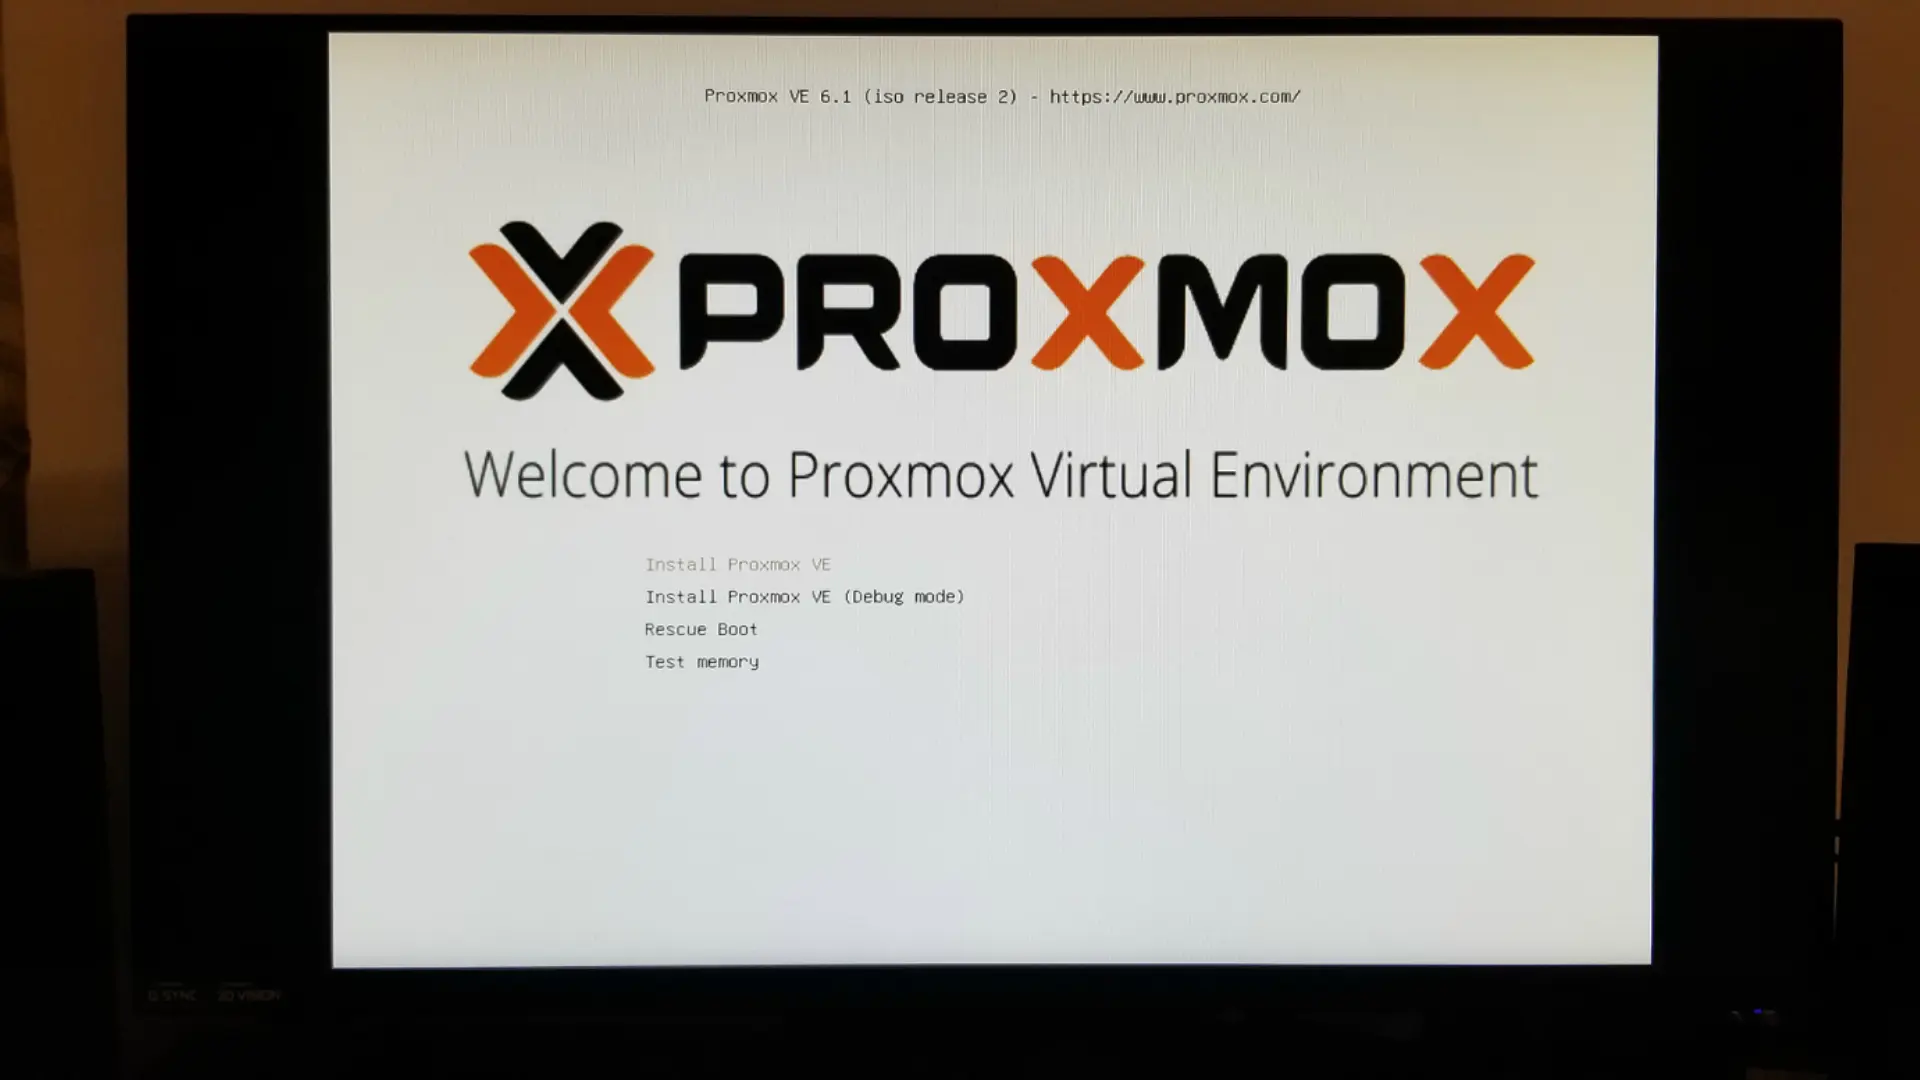 Proxmox VE 6.1 (iso release 2) - https://www.proxmox.com/
PROXMOX
Welcome to Proxmox Virtual Environment
Install Proxmox VE
Install Proxmox VE (Debug mode)
Rescue Boot
Test memory
G-SYNC 3D VISION